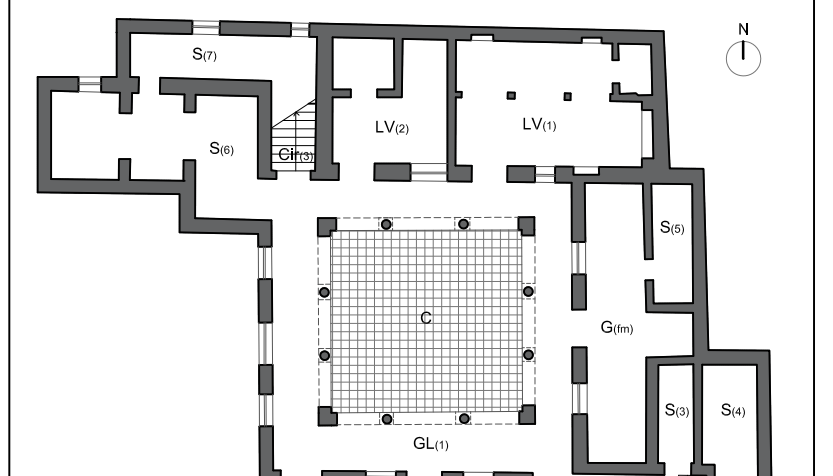 N
S(7)
LV(2)
LV(1)
S(6)
Cir(3)
S(5)
C
G(fm)
S(3)
S(4)
GL(1)